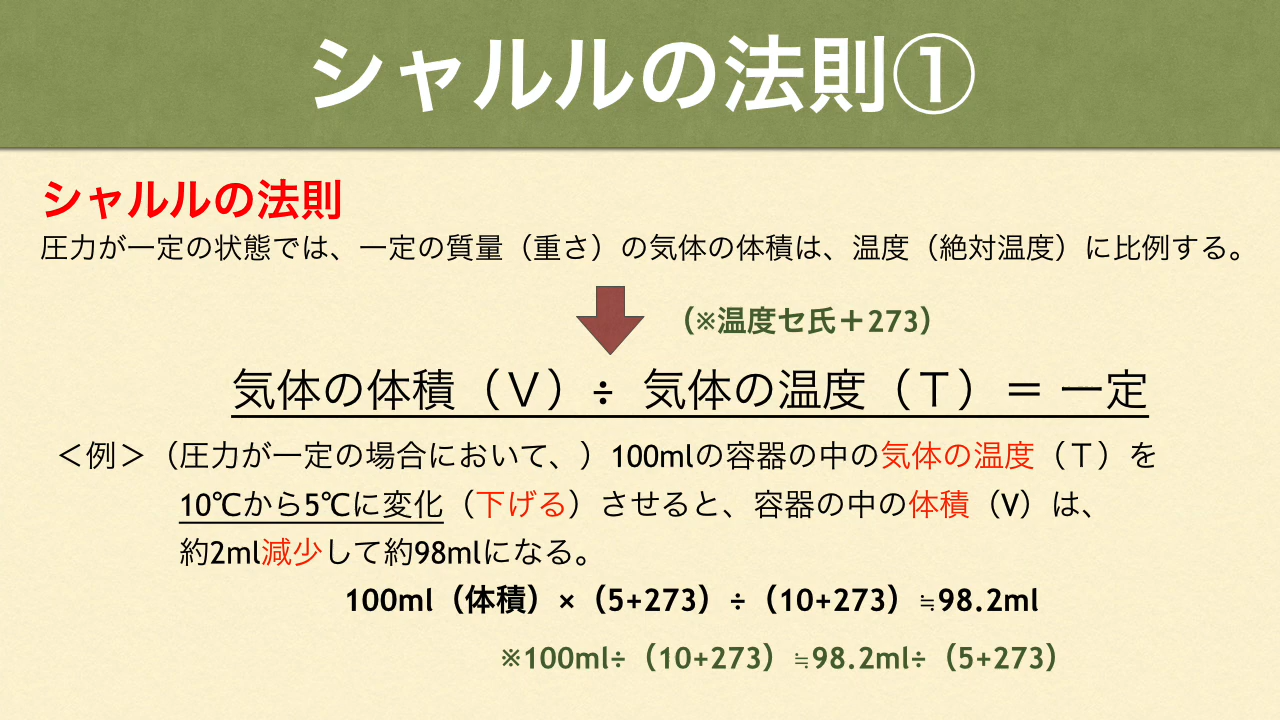 シャルルの法則①
シャルルの法則
圧力が一定の状態では、一定の質量（重さ）の気体の体積は、温度（絶対温度）に比例する。
（※温度セ氏＋273）
気体の体積（Ｖ）÷ 気体の温度（Ｔ）＝ 一定
＜例＞（圧力が一定の場合において、）100mlの容器の中の気体の温度（Ｔ）を
10℃から5℃に変化（下げる）させると、容器の中の体積（V）は、
約2ml減少して約98mlになる。
100ml（体積）×（5+273）÷（10+273）≒98.2ml
※100ml÷（10+273）≒98.2ml÷（5+273）